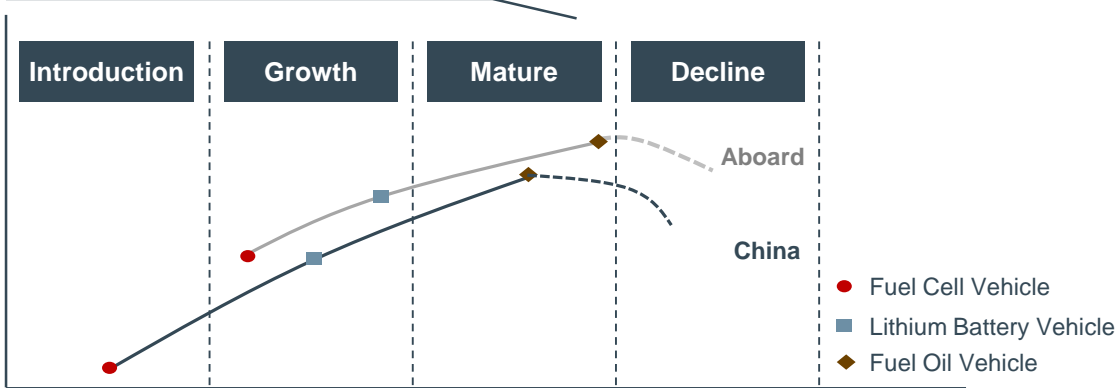 Introduction
Growth
Mature
Decline
Aboard
China
Fuel Cell Vehicle
Lithium Battery Vehicle
Fuel Oil Vehicle